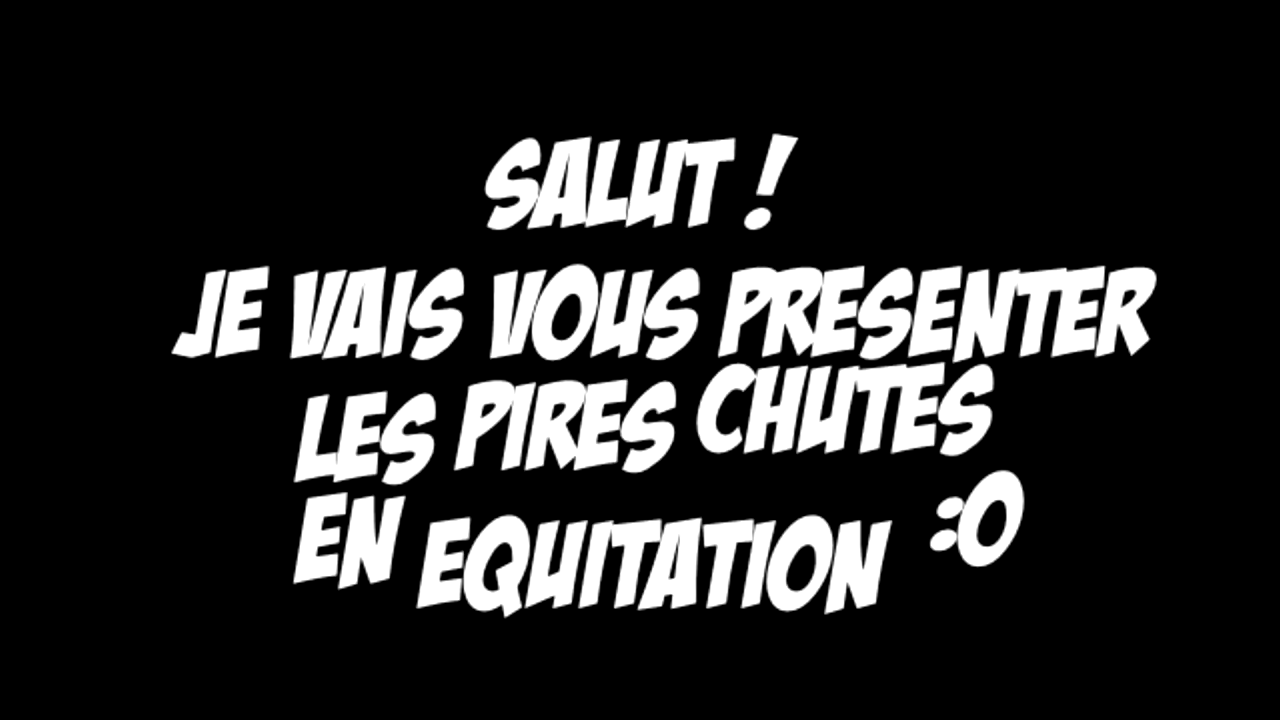 SALUT !
JE VAIS VOUS PRESENTER
LES PIRES CHUTES
EN EQUITATION :O